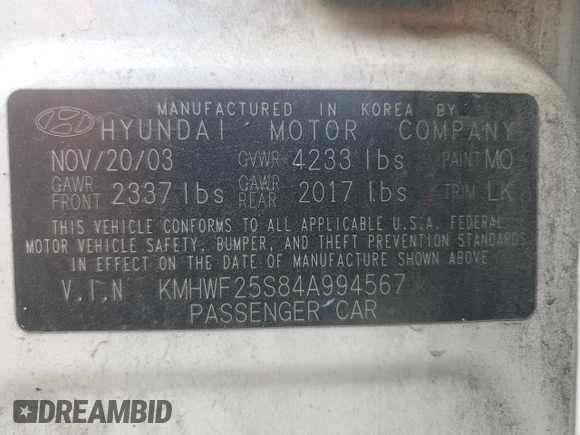 MANUFACTURED IN KOREA BY
HYUNDAI MOTOR COMPANY
NOV/20/03 GVWR 4233 lbs PAINT MO
GAWR FRONT 2337 lbs GAWR REAR 2017 lbs TRIM LK
THIS VEHICLE CONFORMS TO ALL APPLICABLE U.S.A. FEDERAL
MOTOR VEHICLE SAFETY, BUMPER, AND THEFT PREVENTION STANDARDS
IN EFFECT ON THE DATE OF MANUFACTURE SHOWN ABOVE
V.I.N KMHWF25S84A994567
PASSENGER CAR
DREAMBID